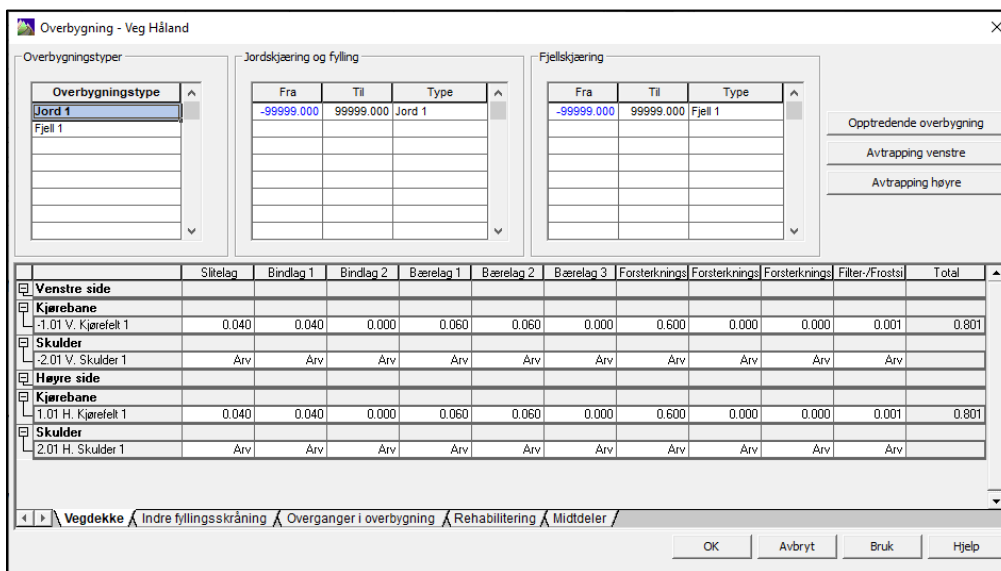 Overbygning - Veg Håland
Overbygningstyper
Overbygningstype
Jord 1
Fjell 1
Jordskjæring og fylling
Fra Til Type
-99999.000 99999.000 Jord 1
Fjellskjæring
Fra Til Type
-99999.000 99999.000 Fjell 1
Opptredende overbygning
Avtrapping venstre
Avtrapping høyre
Slitelag Bindlag 1 Bindlag 2 Bærelag 1 Bærelag 2 Bærelag 3 Forsterknings Forsterknings Forsterknings Filter-/Frostsi Total
Venstre side
Kjørebane
-1.01 V. Kjørefelt 1 0.040 0.040 0.000 0.060 0.060 0.000 0.600 0.000 0.000 0.001 0.801
Skulder
-2.01 V. Skulder 1 Arv Arv Arv Arv Arv Arv Arv Arv Arv Arv
Høyre side
Kjørebane
1.01 H. Kjørefelt 1 0.040 0.040 0.000 0.060 0.060 0.000 0.600 0.000 0.000 0.001 0.801
Skulder
2.01 H. Skulder 1 Arv Arv Arv Arv Arv Arv Arv Arv Arv Arv
Vegdekke Indre fyllingsskråning Overganger i overbygning Rehabilitering Midtdeler
OK Avbryt Bruk Hjelp